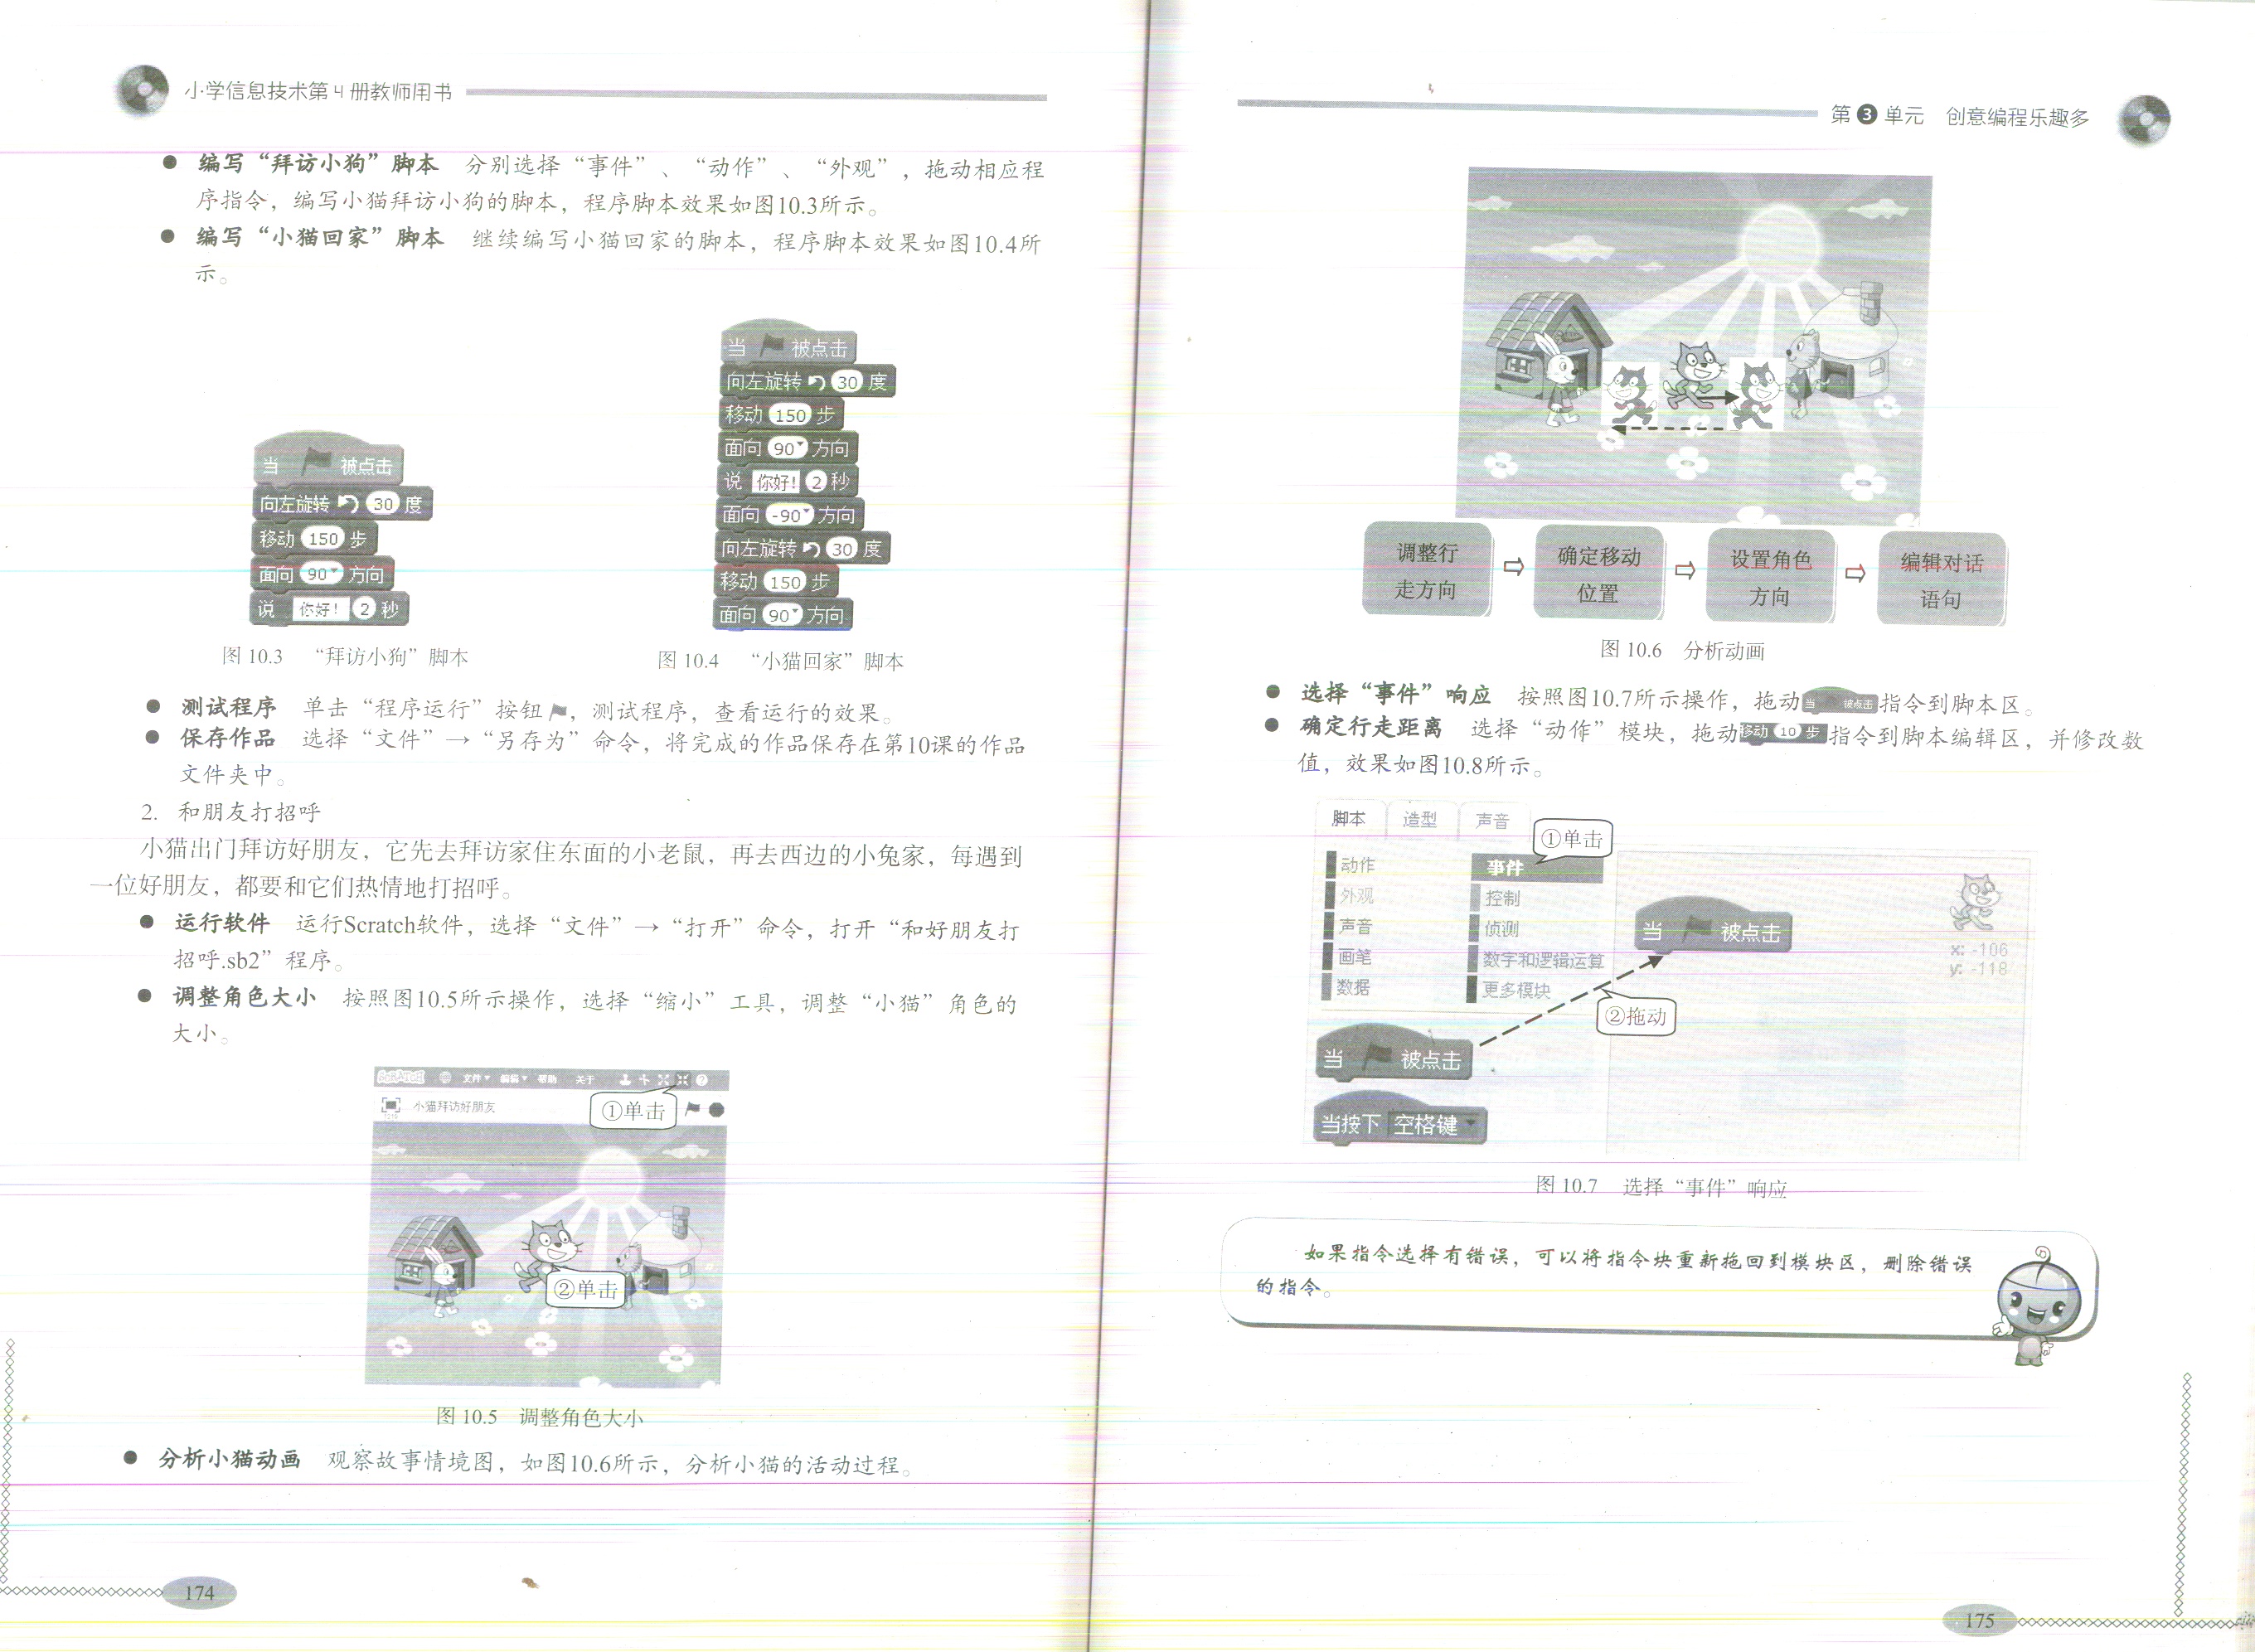 小学信息技术第4册教师用书
● 编写“拜访小狗”脚本 分别选择“事件”、“动作”、“外观”，拖动相应程
序指令，编写小猫拜访小狗的脚本，程序脚本效果如图10.3所示。
● 编写“小猫回家”脚本 继续编写小猫回家的脚本，程序脚本效果如图10.4所
示。
当 被点击
向左旋转 30 度
移动 150 步
面向 90 方向
说 你好! 2 秒
图 10.3 “拜访小狗”脚本
当 被点击
向左旋转 30 度
移动 150 步
面向 90 方向
说 你好! 2 秒
面向 -90 方向
向左旋转 30 度
移动 150 步
面向 90 方向
图 10.4 “小猫回家”脚本
● 测试程序 单击“程序运行”按钮，测试程序，查看运行的效果。
● 保存作品 选择“文件”→“另存为”命令，将完成的作品保存在第10课的作品
文件夹中。
2. 和朋友打招呼
小猫出门拜访好朋友，它先去拜访家住东面的小老鼠，再去西边的小兔家，每遇到
一位好朋友，都要和它们热情地打招呼。
● 运行软件 运行Scratch软件，选择“文件”→“打开”命令，打开“和好朋友打
招呼.sb2”程序。
● 调整角色大小 按照图10.5所示操作，选择“缩小”工具，调整“小猫”角色的
大小。
SCRATCH 文件 编辑 帮助 关于
小猫拜访好朋友
①单击
②单击
图 10.5 调整角色大小
● 分析小猫动画 观察故事情境图，如图10.6所示，分析小猫的活动过程。
174
第3单元 创意编程乐趣多
调整行
走方向
确定移动
位置
设置角色
方向
编辑对话
语句
图 10.6 分析动画
● 选择“事件”响应 按照图10.7所示操作，拖动当 被点击指令到脚本区。
● 确定行走距离 选择“动作”模块，拖动移动 10 步指令到脚本编辑区，并修改数
值，效果如图10.8所示。
脚本 造型 声音
①单击
动作 事件
外观 控制
声音 侦测
画笔 数字和逻辑运算
数据 更多模块
当 被点击
x: -106
y: -118
②拖动
当 被点击
当按下 空格键
图 10.7 选择“事件”响应
如果指令选择有错误，可以将指令块重新拖回到模块区，删除错误
的指令。
175